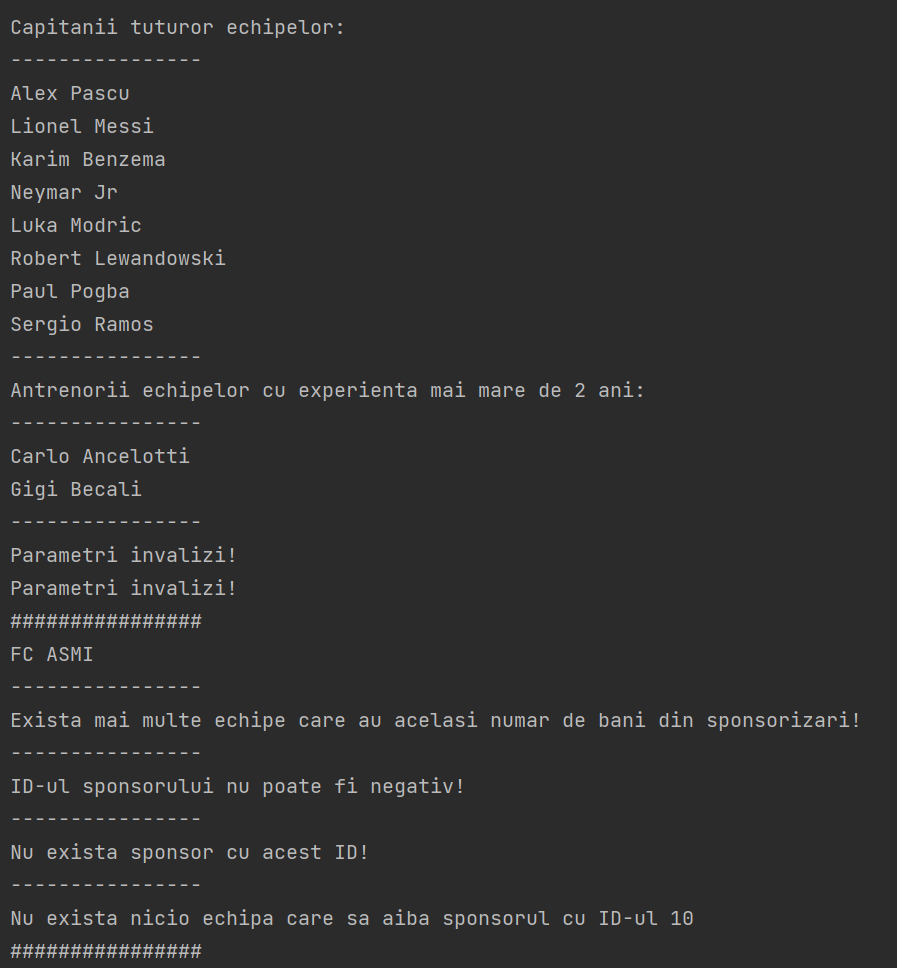 Capitanii tuturor echipelor:
----------------
Alex Pascu
Lionel Messi
Karim Benzema
Neymar Jr
Luka Modric
Robert Lewandowski
Paul Pogba
Sergio Ramos
----------------
Antrenorii echipelor cu experienta mai mare de 2 ani:
----------------
Carlo Ancelotti
Gigi Becali
----------------
Parametri invalizi!
Parametri invalizi!
################
FC ASMI
----------------
Exista mai multe echipe care au acelasi numar de bani din sponsorizari!
----------------
ID-ul sponsorului nu poate fi negativ!
----------------
Nu exista sponsor cu acest ID!
----------------
Nu exista nicio echipa care sa aiba sponsorul cu ID-ul 10
################